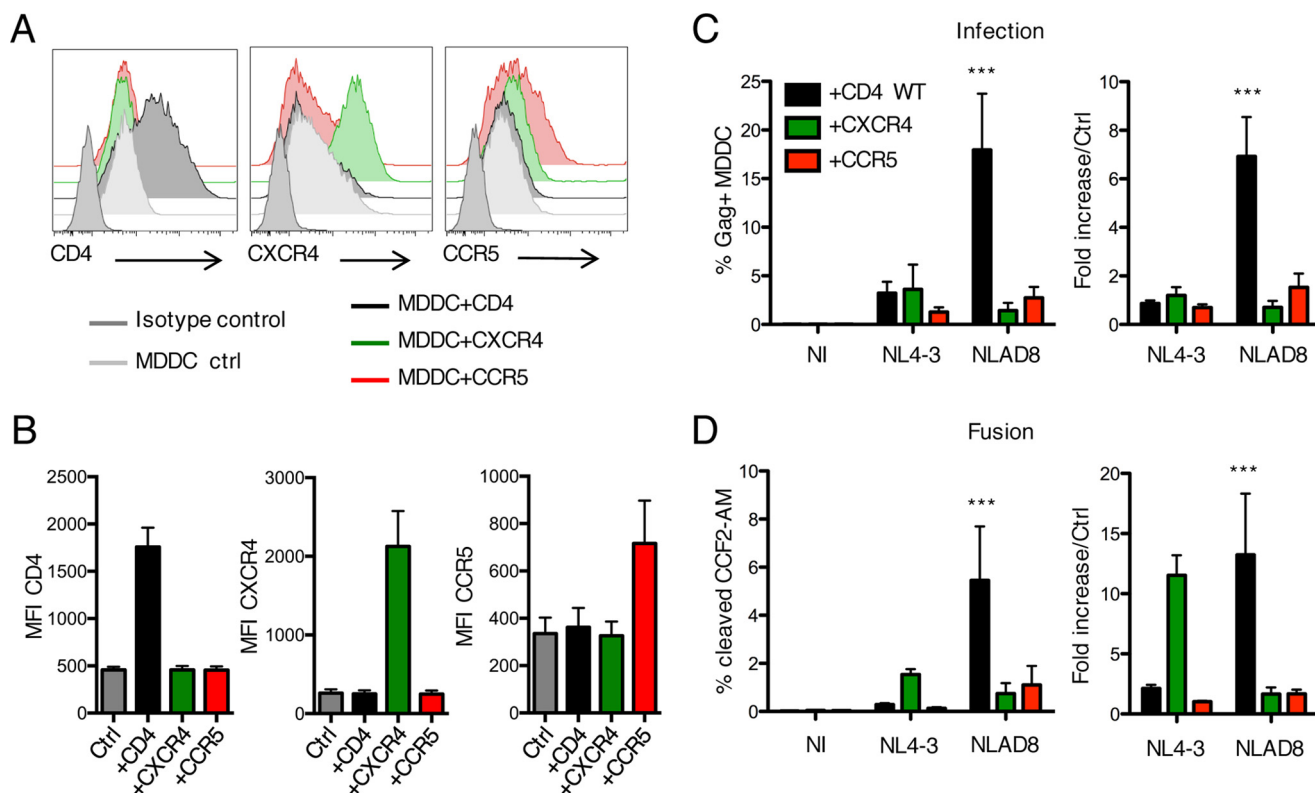 A
CD4
CXCR4
CCR5
Isotype control
MDDC ctrl
MDDC+CD4
MDDC+CXCR4
MDDC+CCR5
B
MFI CD4
2500
2000
1500
1000
500
0
Ctrl
+CD4
+CXCR4
+CCR5
MFI CXCR4
3000
2000
1000
0
Ctrl
+CD4
+CXCR4
+CCR5
MFI CCR5
1000
800
600
400
200
0
Ctrl
+CD4
+CXCR4
+CCR5
C
Infection
% Gag+ MDDC
25
20
15
10
5
0
+CD4 WT
+CXCR4
+CCR5
***
NI
NL4-3
NLAD8
Fold increase/Ctrl
10
8
6
4
2
0
***
NL4-3
NLAD8
D
Fusion
% cleaved CCF2-AM
10
8
6
4
2
0
***
NI
NL4-3
NLAD8
Fold increase/Ctrl
20
15
10
5
0
***
NL4-3
NLAD8